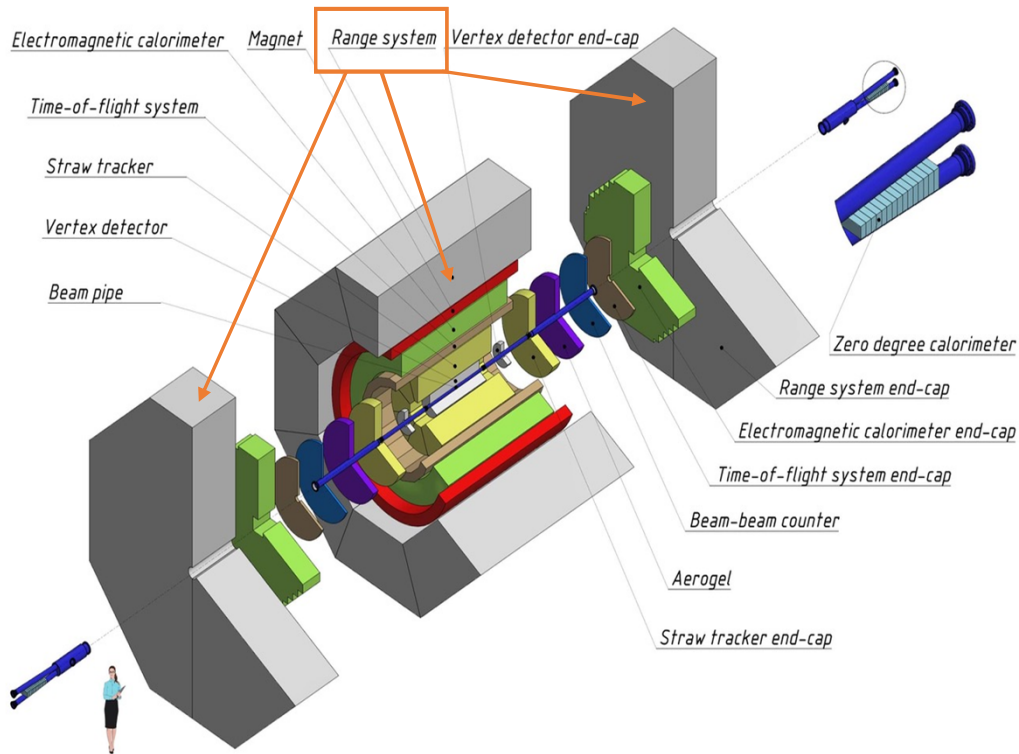 Electromagnetic calorimeter
Magnet
Range system
Vertex detector end-cap
Time-of-flight system
Straw tracker
Vertex detector
Beam pipe
Zero degree calorimeter
Range system end-cap
Electromagnetic calorimeter end-cap
Time-of-flight system end-cap
Beam-beam counter
Aerogel
Straw tracker end-cap